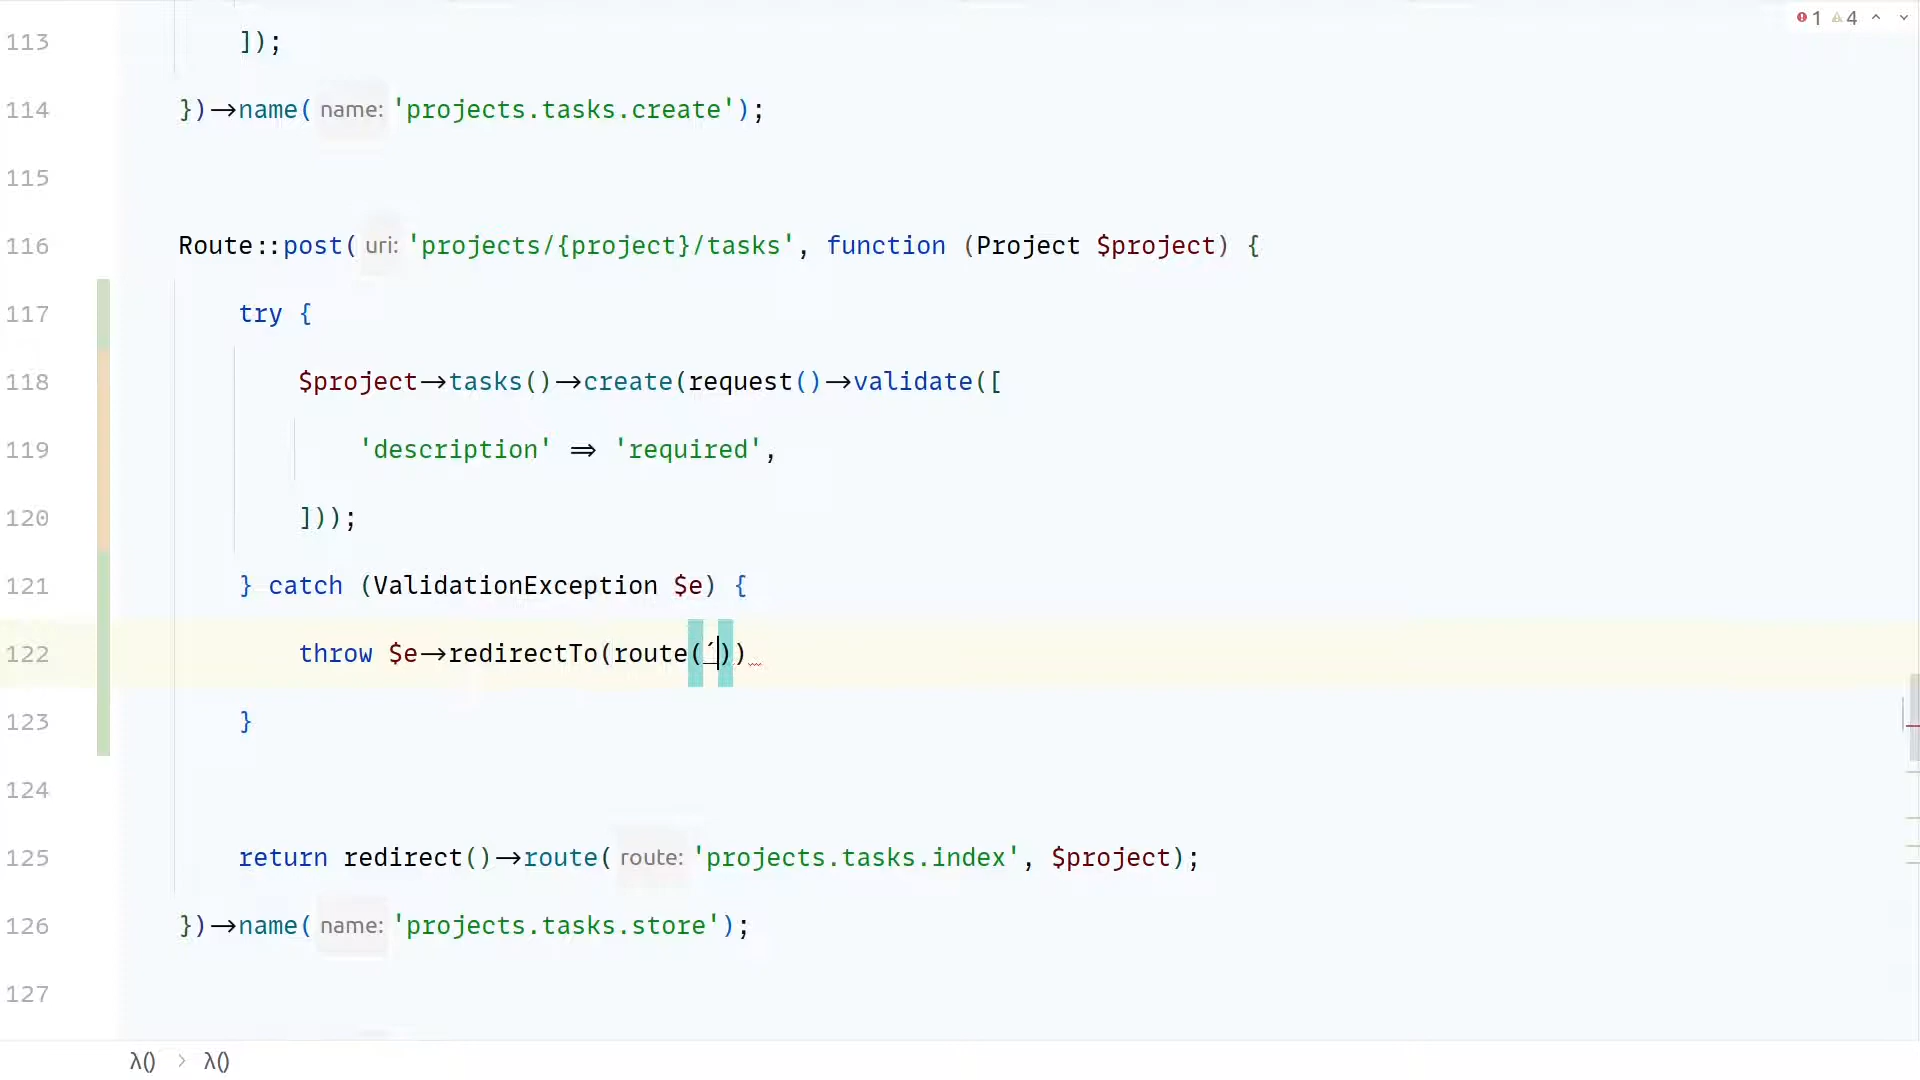 1 4
113 ]);
114 })->name( name: 'projects.tasks.create');
115
116 Route::post( uri: 'projects/{project}/tasks', function (Project $project) {
117 try {
118 $project->tasks()->create(request()->validate([
119 'description' => 'required',
120 ]));
121 } catch (ValidationException $e) {
122 throw $e->redirectTo(route(´))
123 }
124
125 return redirect()->route( route: 'projects.tasks.index', $project);
126 })->name( name: 'projects.tasks.store');
127
λ() > λ()